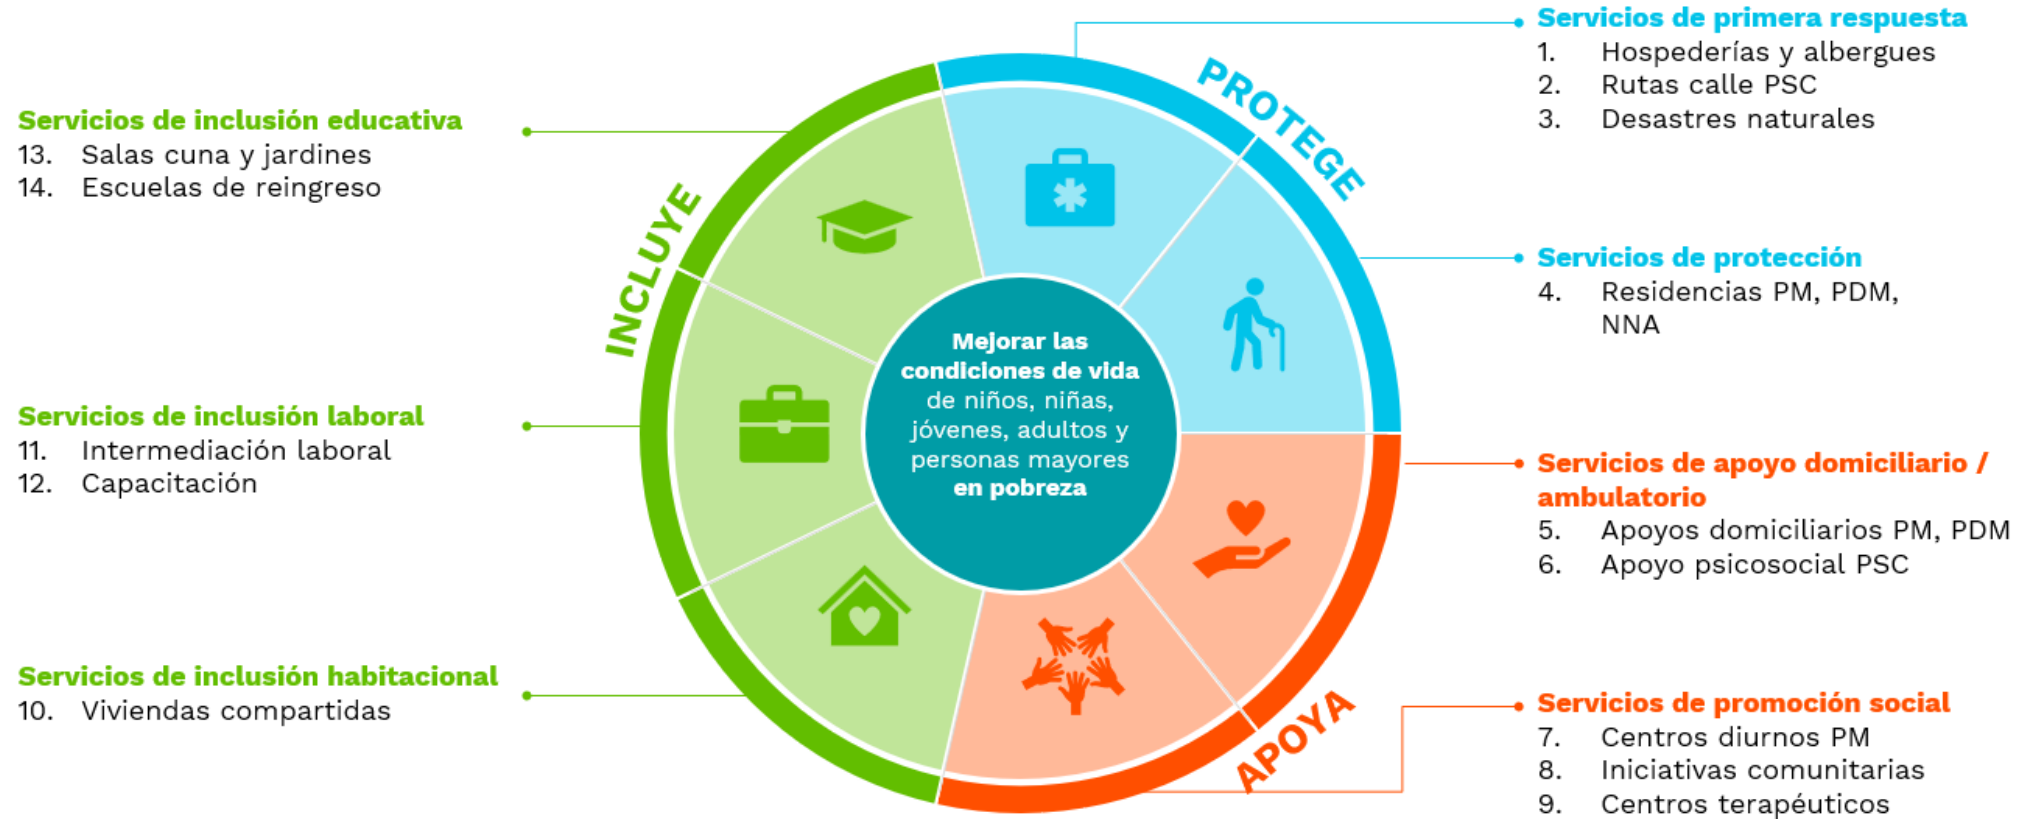 Servicios de primera respuesta
1. Hospederías y albergues
2. Rutas calle PSC
3. Desastres naturales
PROTEGE
Servicios de protección
4. Residencias PM, PDM,
NNA
Servicios de apoyo domiciliario /
ambulatorio
5. Apoyos domiciliarios PM, PDM
6. Apoyo psicosocial PSC
APOYA
Servicios de promoción social
7. Centros diurnos PM
8. Iniciativas comunitarias
9. Centros terapéuticos
Servicios de inclusión habitacional
10. Viviendas compartidas
Servicios de inclusión laboral
11. Intermediación laboral
12. Capacitación
INCLUYE
Servicios de inclusión educativa
13. Salas cuna y jardines
14. Escuelas de reingreso
Mejorar las
condiciones de vida
de niños, niñas,
jóvenes, adultos y
personas mayores
en pobreza